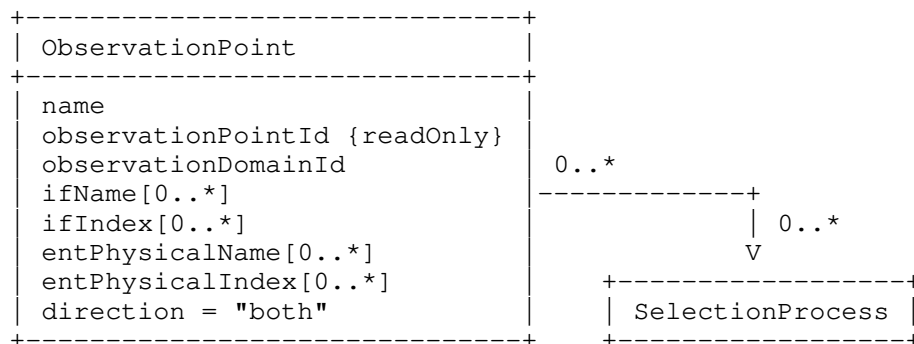 +-------------------------------+
| ObservationPoint              |
+-------------------------------+
| name                          |
| observationPointId {readOnly} |
| observationDomainId           | 0..*
| ifName[0..*]                  |-------------+
| ifIndex[0..*]                 |             | 0..*
| entPhysicalName[0..*]         |             V
| entPhysicalIndex[0..*]        |    +------------------+
| direction = "both"            |    | SelectionProcess |
+-------------------------------+    +------------------+